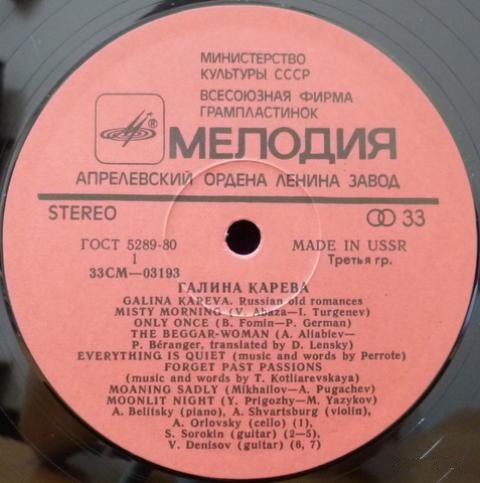 МИНИСТЕРСТВО
КУЛЬТУРЫ СССР
ВСЕСОЮЗНАЯ ФИРМА
ГРАМПЛАСТИНОК
® МЕЛОДИЯ
АПРЕЛЕВСКИЙ ОРДЕНА ЛЕНИНА ЗАВОД
STEREO 33
ГОСТ 5289-80 MADE IN USSR
1 Третья гр.
33СМ—03193
ГАЛИНА КАРЕВА
GALINA KAREVA. Russian old romances
MISTY MORNING (V. Abaza—I. Turgenev)
ONLY ONCE (B. Fomin—P. German)
THE BEGGAR-WOMAN (A. Aliabiev—
P. Béranger, translated by D. Lensky)
EVERYTHING IS QUIET (music and words by Perrote)
FORGET PAST PASSIONS
(music and words by T. Kotliarevskaya)
MOANING SADLY (Mikhailov—A. Pugachev)
MOONLIT NIGHT (Y. Prigozhy—M. Yazykov)
A. Belitsky (piano), A. Shvartsburg (violin),
A. Orlovsky (cello) (1),
S. Sorokin (guitar) (2—5),
V. Denisov (guitar) (6, 7)